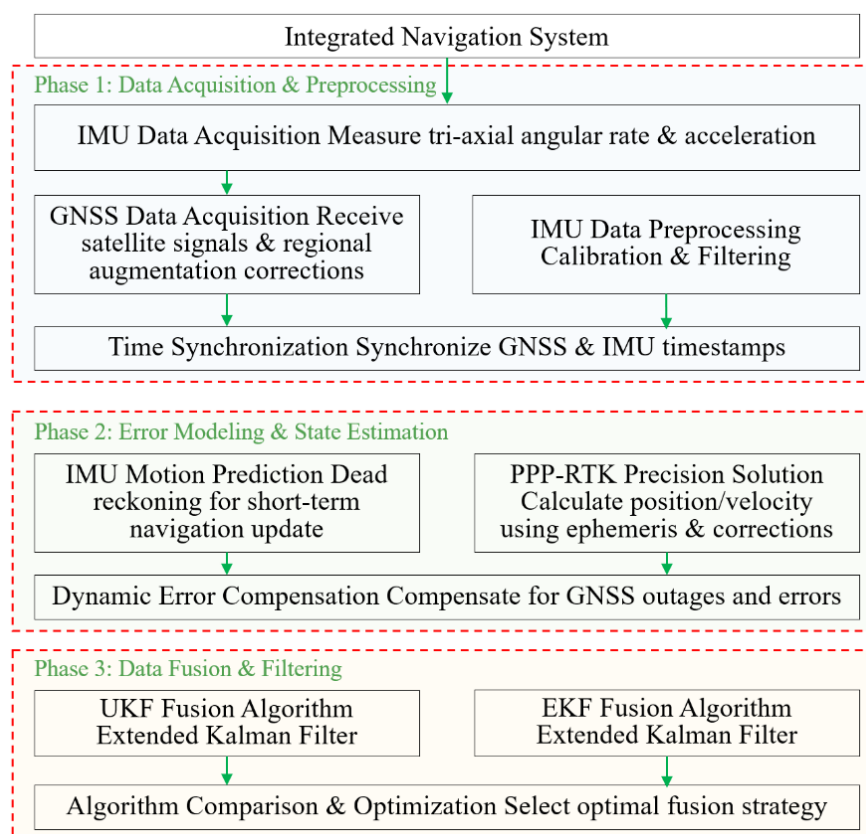 Integrated Navigation System
Phase 1: Data Acquisition & Preprocessing
IMU Data Acquisition Measure tri-axial angular rate & acceleration
GNSS Data Acquisition Receive
satellite signals & regional
augmentation corrections
IMU Data Preprocessing
Calibration & Filtering
Time Synchronization Synchronize GNSS & IMU timestamps
Phase 2: Error Modeling & State Estimation
IMU Motion Prediction Dead
reckoning for short-term
navigation update
PPP-RTK Precision Solution
Calculate position/velocity
using ephemeris & corrections
Dynamic Error Compensation Compensate for GNSS outages and errors
Phase 3: Data Fusion & Filtering
UKF Fusion Algorithm
Extended Kalman Filter
EKF Fusion Algorithm
Extended Kalman Filter
Algorithm Comparison & Optimization Select optimal fusion strategy